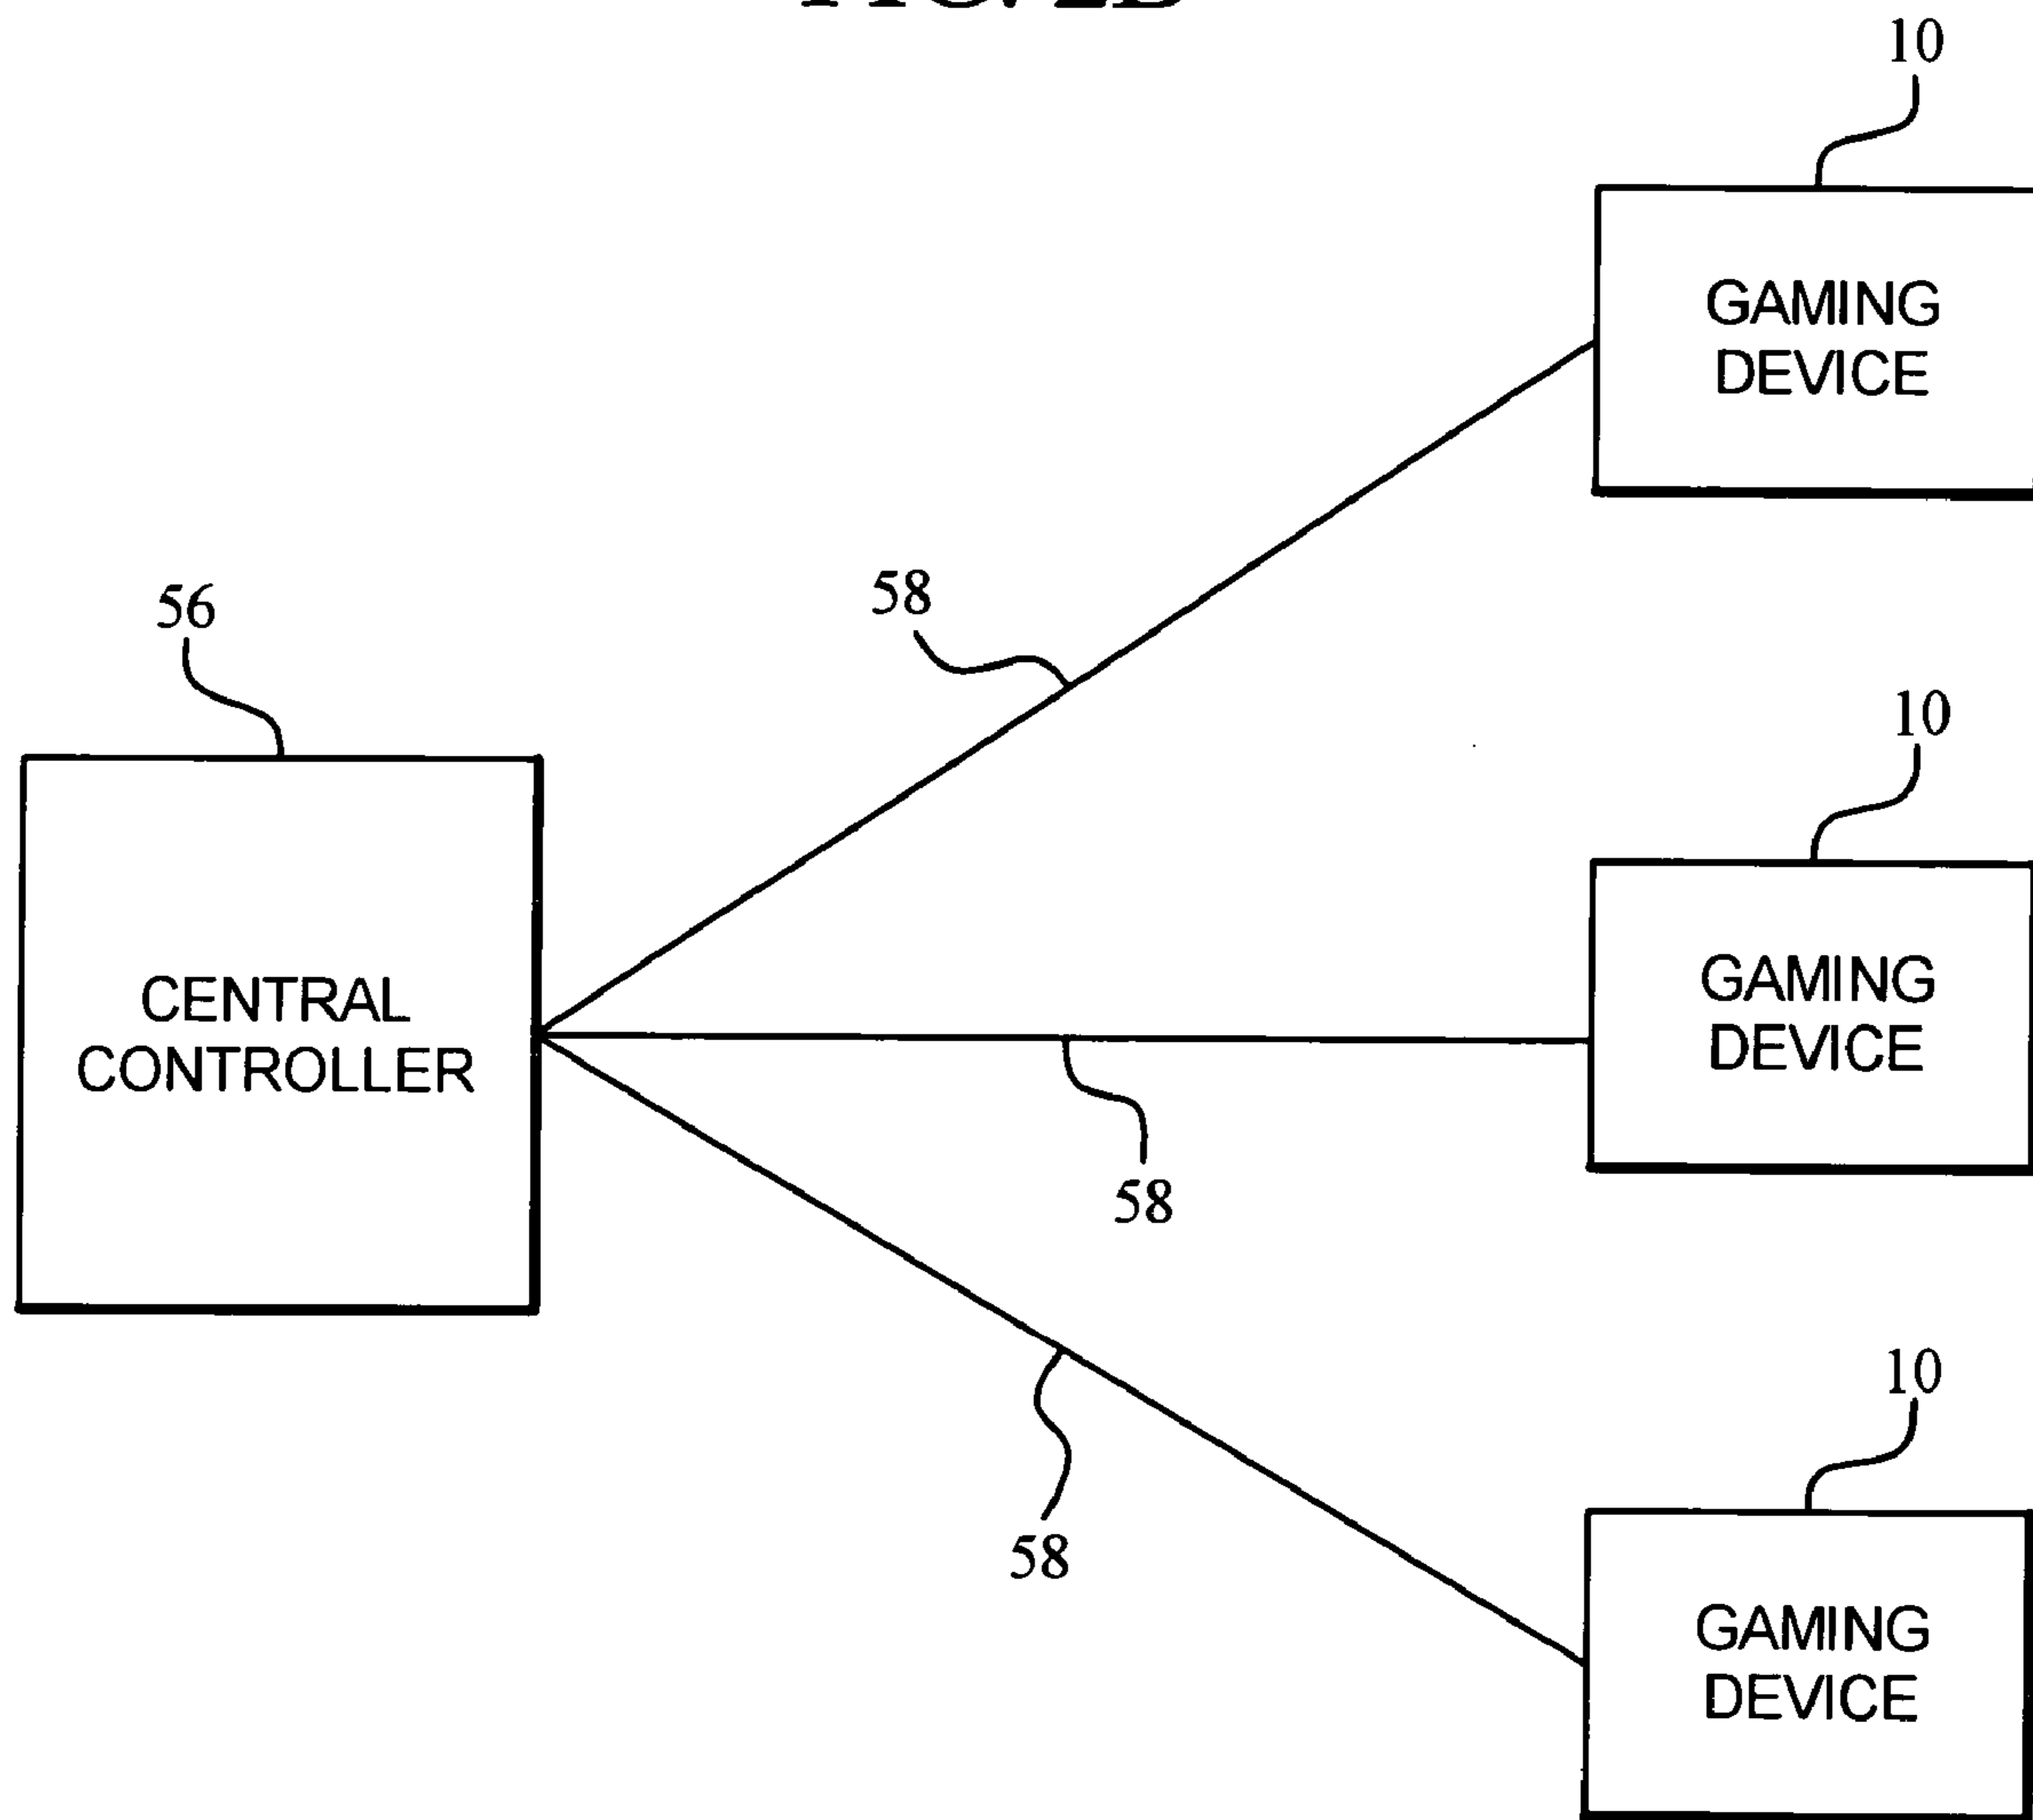 10
GAMING
DEVICE
58
56
10
CENTRAL
CONTROLLER
GAMING
DEVICE
58
10
58
GAMING
DEVICE